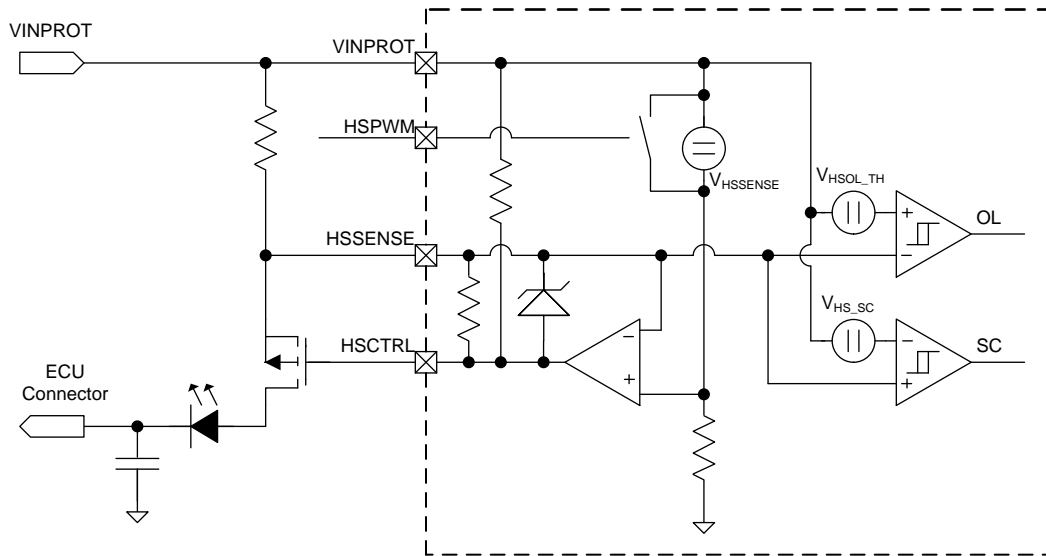 VINPROT
VINPROT
HSPWM
VHSSENSE
VHSOL_TH
+
OL
HSSENSE
−
VHS_SC
−
SC
HSCTRL
−
+
+
ECU
Connector